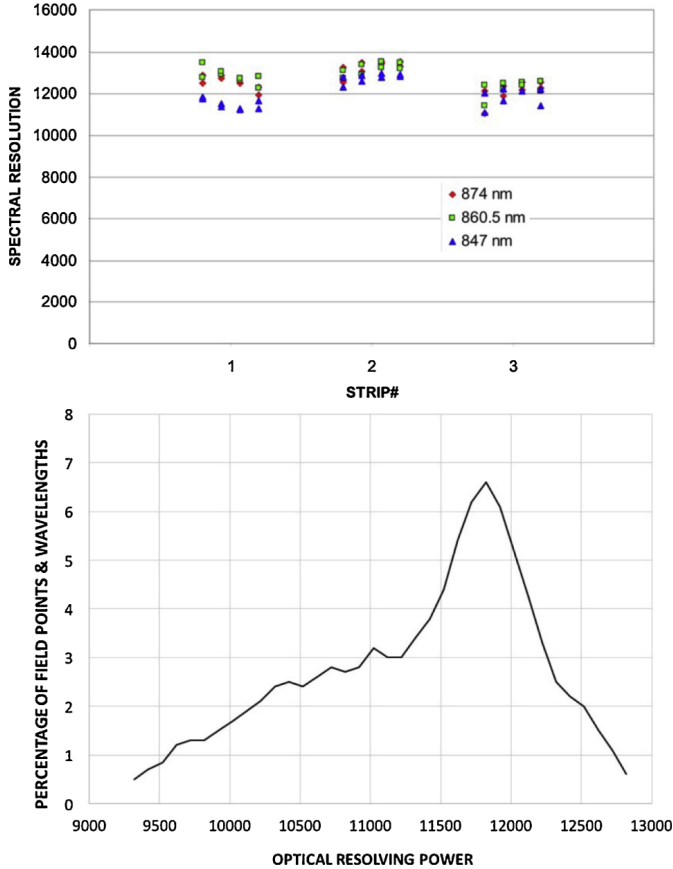 16000
14000
12000
10000
8000
6000
4000
2000
0
SPECTRAL RESOLUTION
874 nm
860.5 nm
847 nm
1 2 3
STRIP#
8
7
6
5
4
3
2
1
0
PERCENTAGE OF FIELD POINTS & WAVELENGTHS
9000 9500 10000 10500 11000 11500 12000 12500 13000
OPTICAL RESOLVING POWER